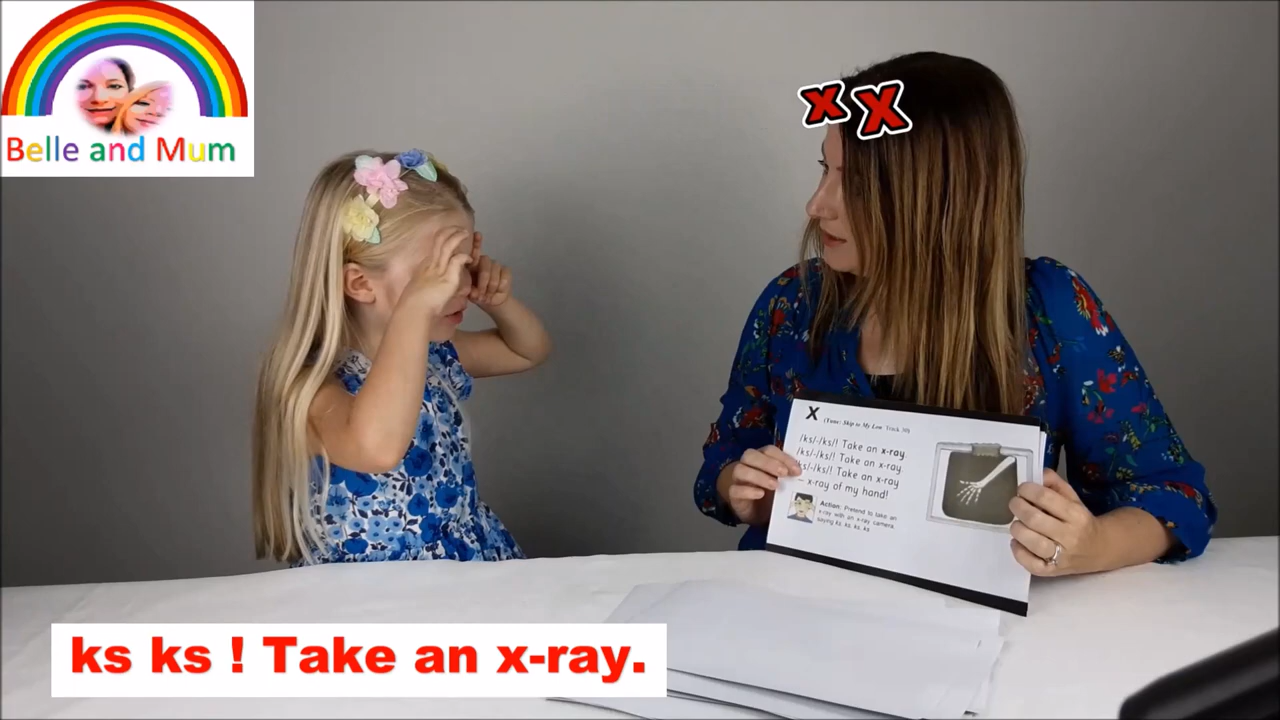 Belle and Mum
x X
X
(Tune: Skip to My Lou Track 30)
/ks/-/ks/! Take an x-ray
/ks/-/ks/! Take an x-ray
/ks/-/ks/! Take an x-ray
– x-ray of my hand!
Action: Pretend to take an
x-ray with an x-ray camera
saying ks, ks, ks, ks
ks ks ! Take an x-ray.